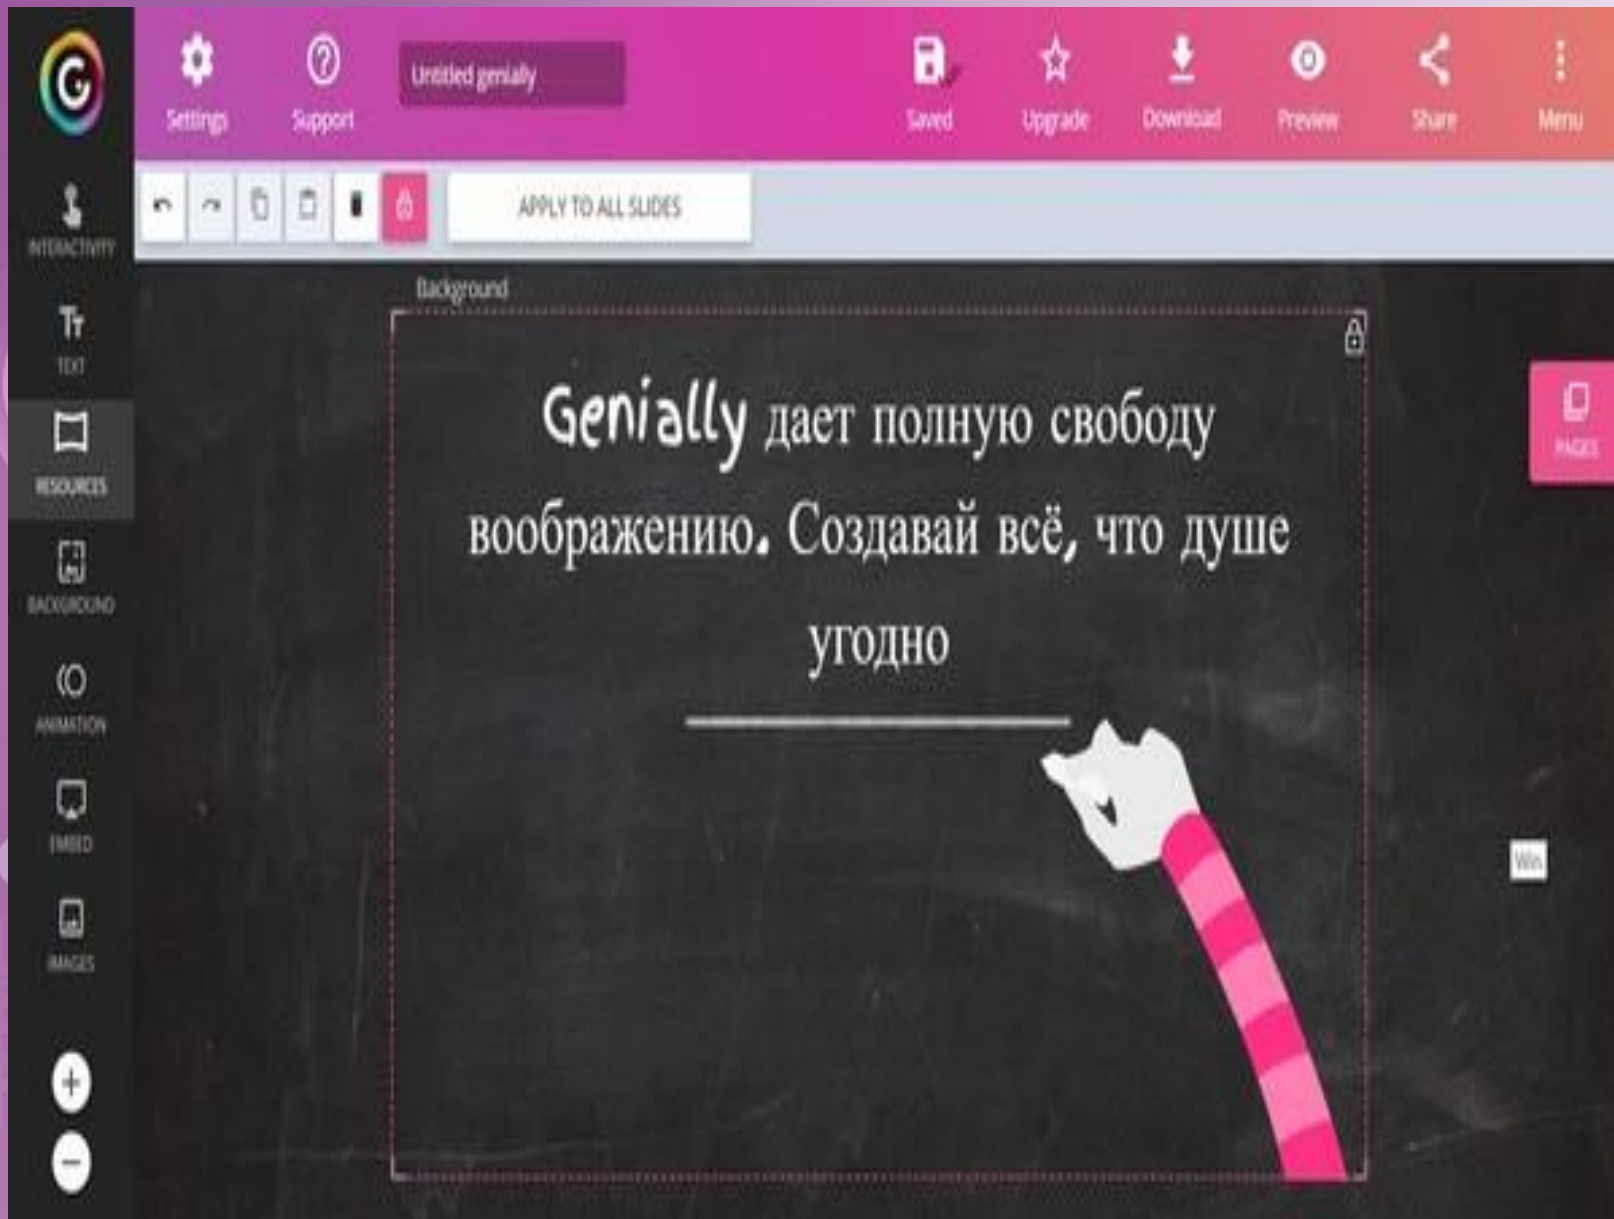 G
Settings
Support
Untitled genially
Saved
Upgrade
Download
Preview
Share
Menu
APPLY TO ALL SLIDES
INTERACTIVITY
TEXT
RESOURCES
BACKGROUND
ANIMATION
EMBED
IMAGES
Background
Genially дает полную свободу
воображению. Создавай всё, что душе
угодно
PAGES
Win